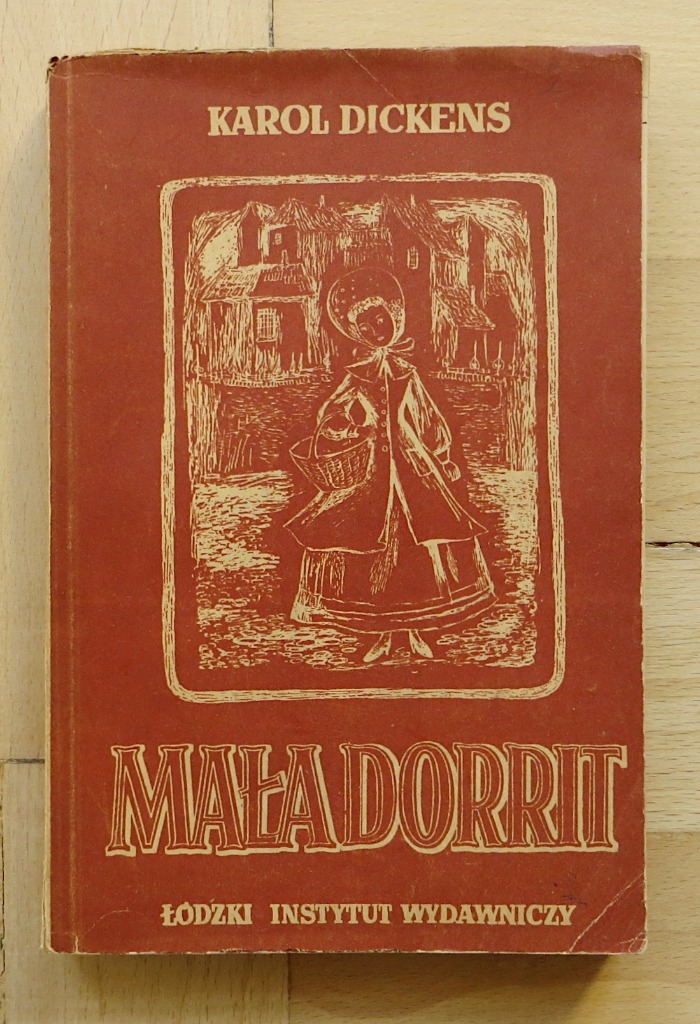 KAROL DICKENS
MAŁA DORRIT
ŁÓDZKI INSTYTUT WYDAWNICZY